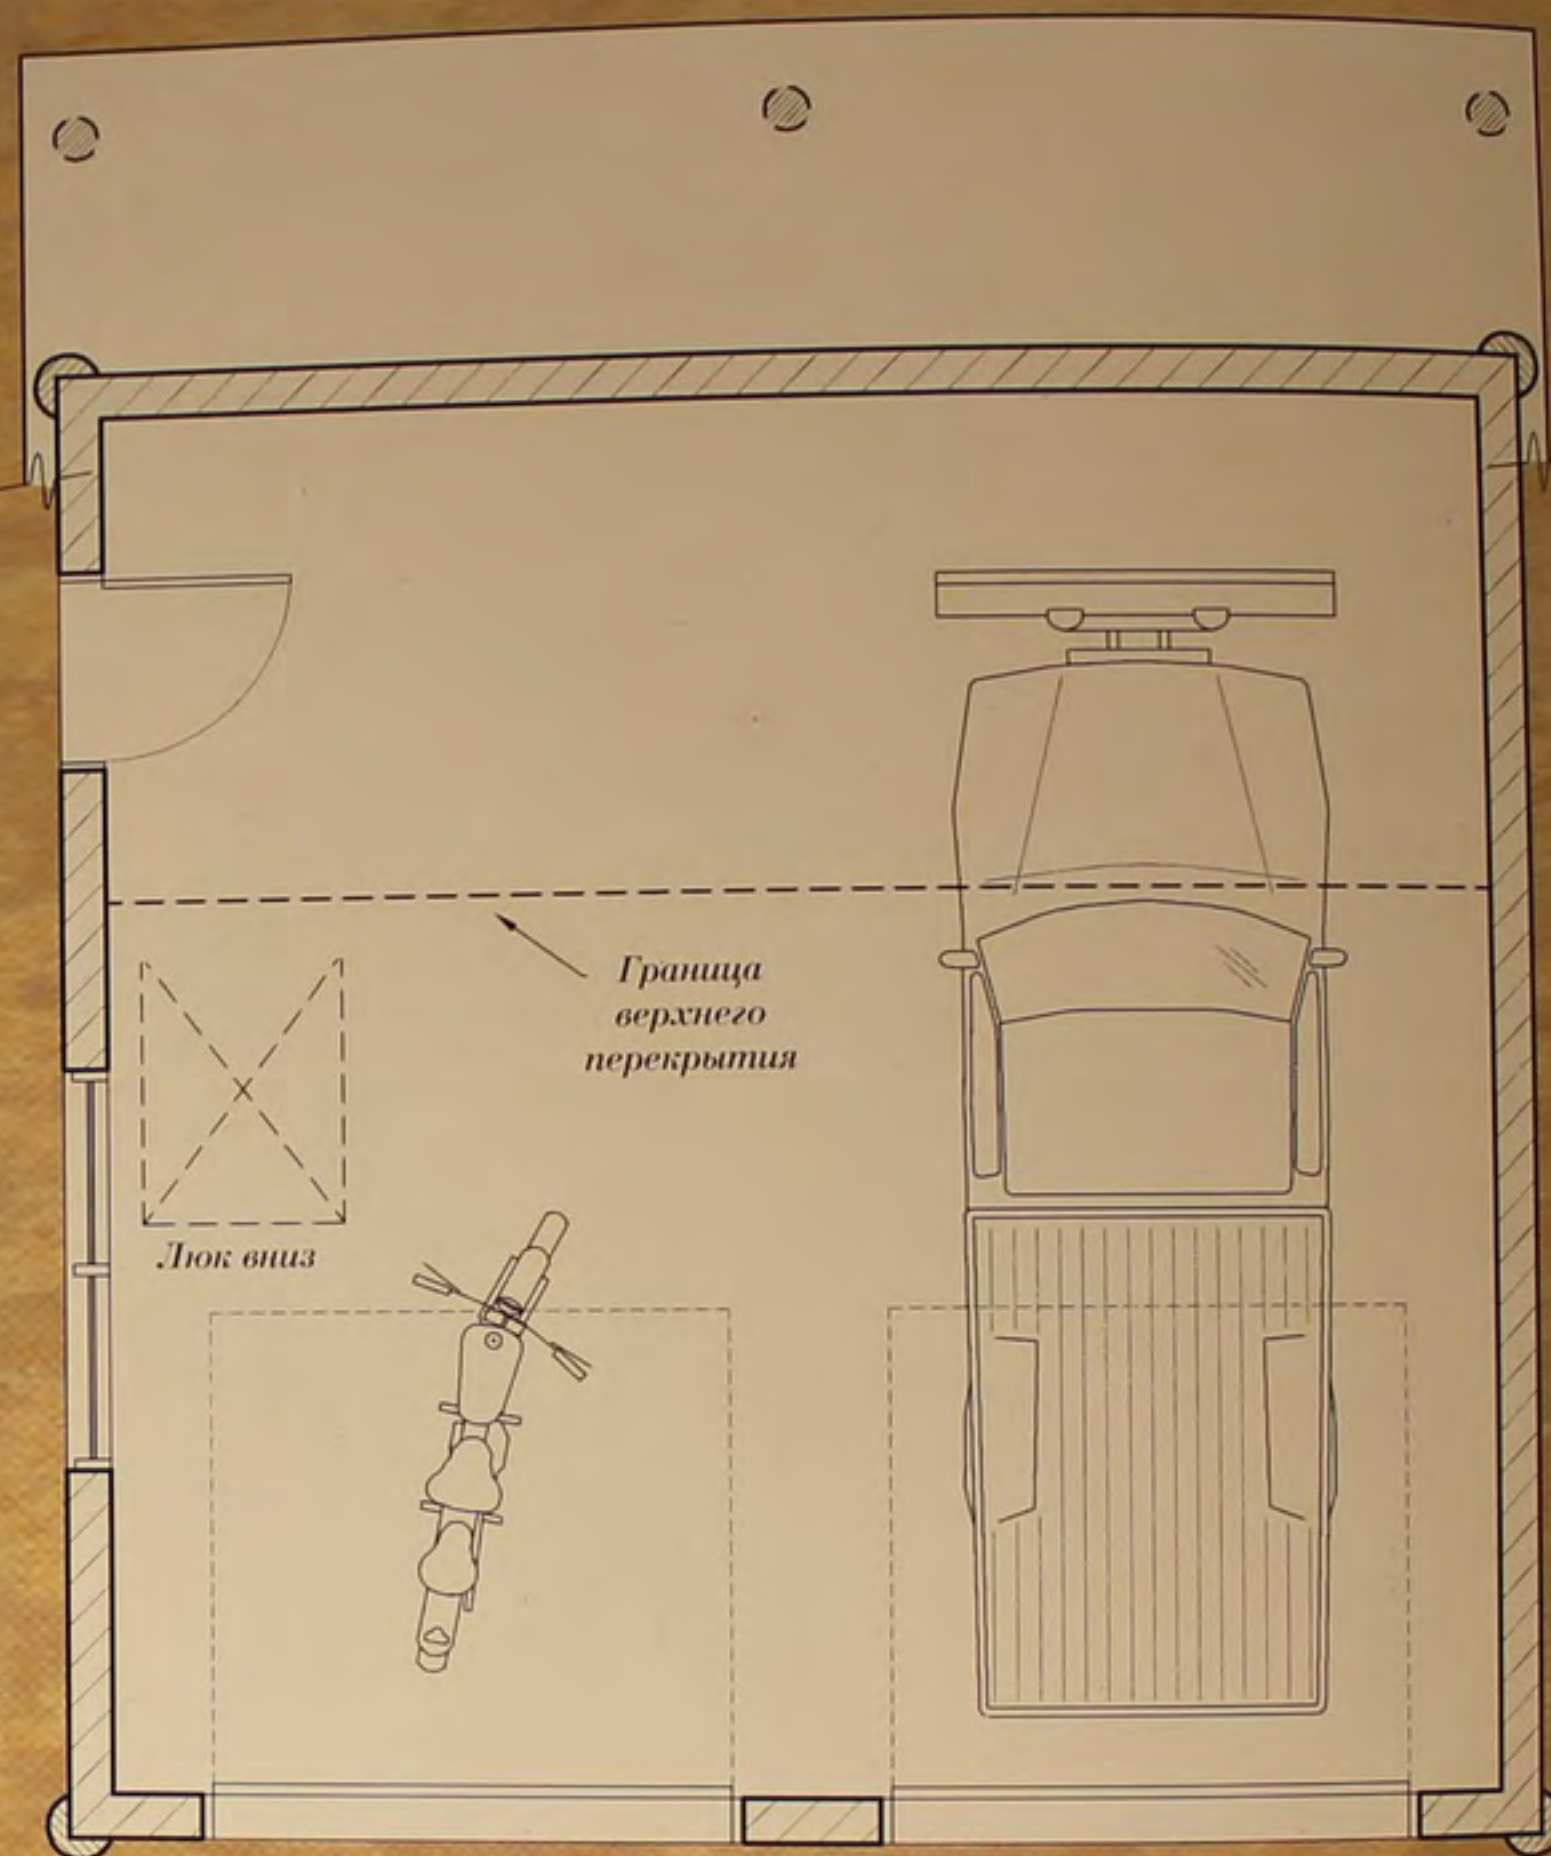 Граница
верхнего
перекрытия
Люк вниз